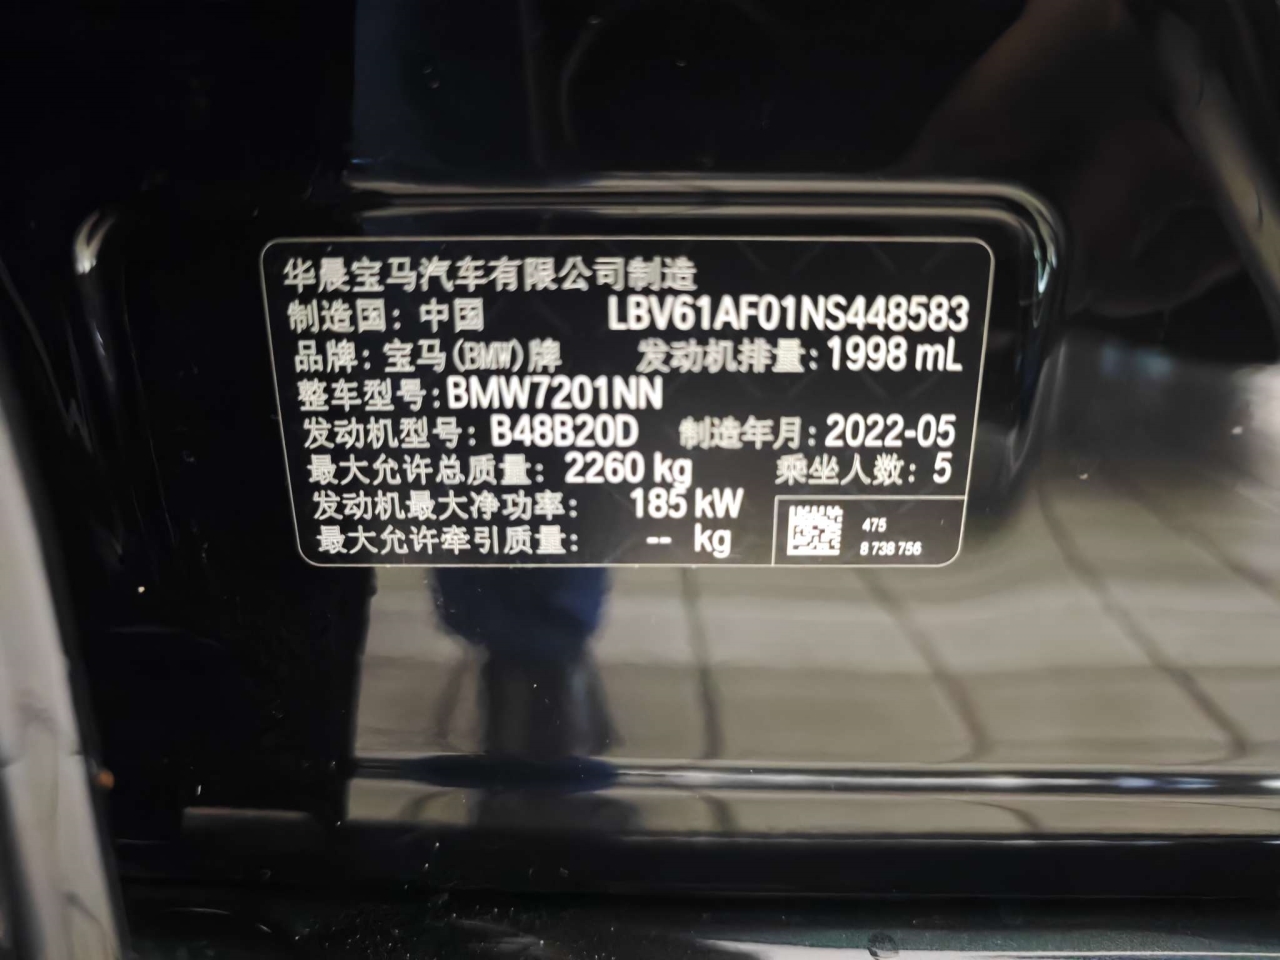 华晨宝马汽车有限公司制造
制造国：中国 LBV61AF01NS448583
品牌：宝马(BMW)牌 发动机排量：1998 mL
整车型号：BMW7201NN
发动机型号：B48B20D 制造年月：2022-05
最大允许总质量：2260 kg 乘坐人数：5
发动机最大净功率：185 kW
最大允许牵引质量：-- kg
475
8 738 756